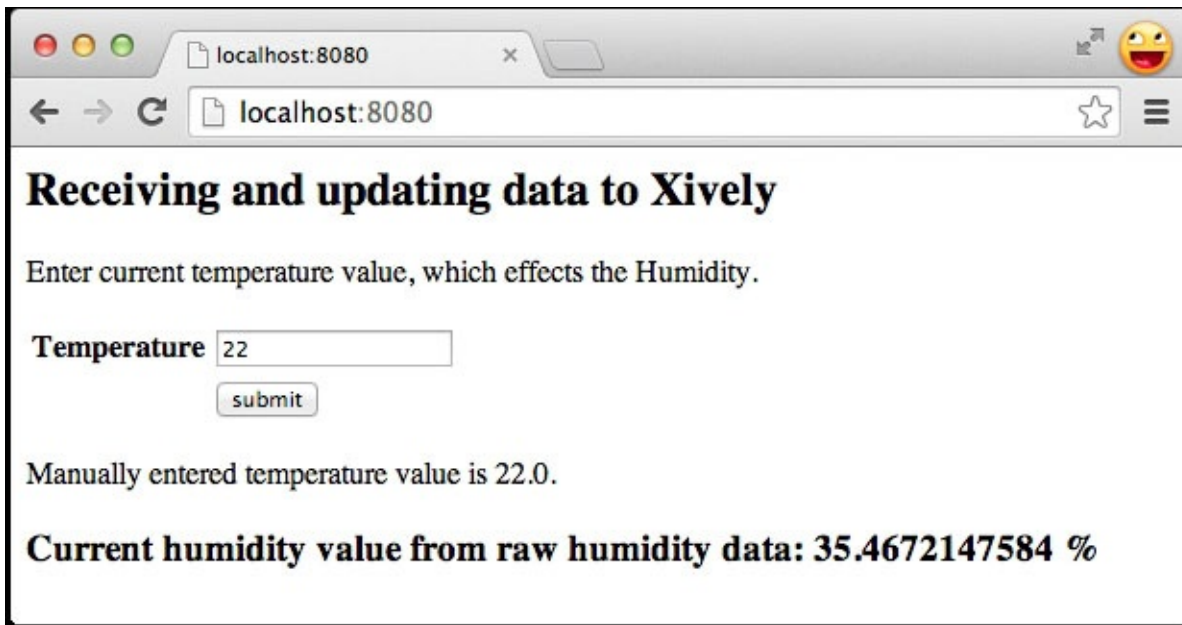 localhost:8080
localhost:8080
Receiving and updating data to Xively
Enter current temperature value, which effects the Humidity.
Temperature 22
submit
Manually entered temperature value is 22.0.
Current humidity value from raw humidity data: 35.4672147584 %